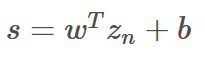 s = w^T z_n + b